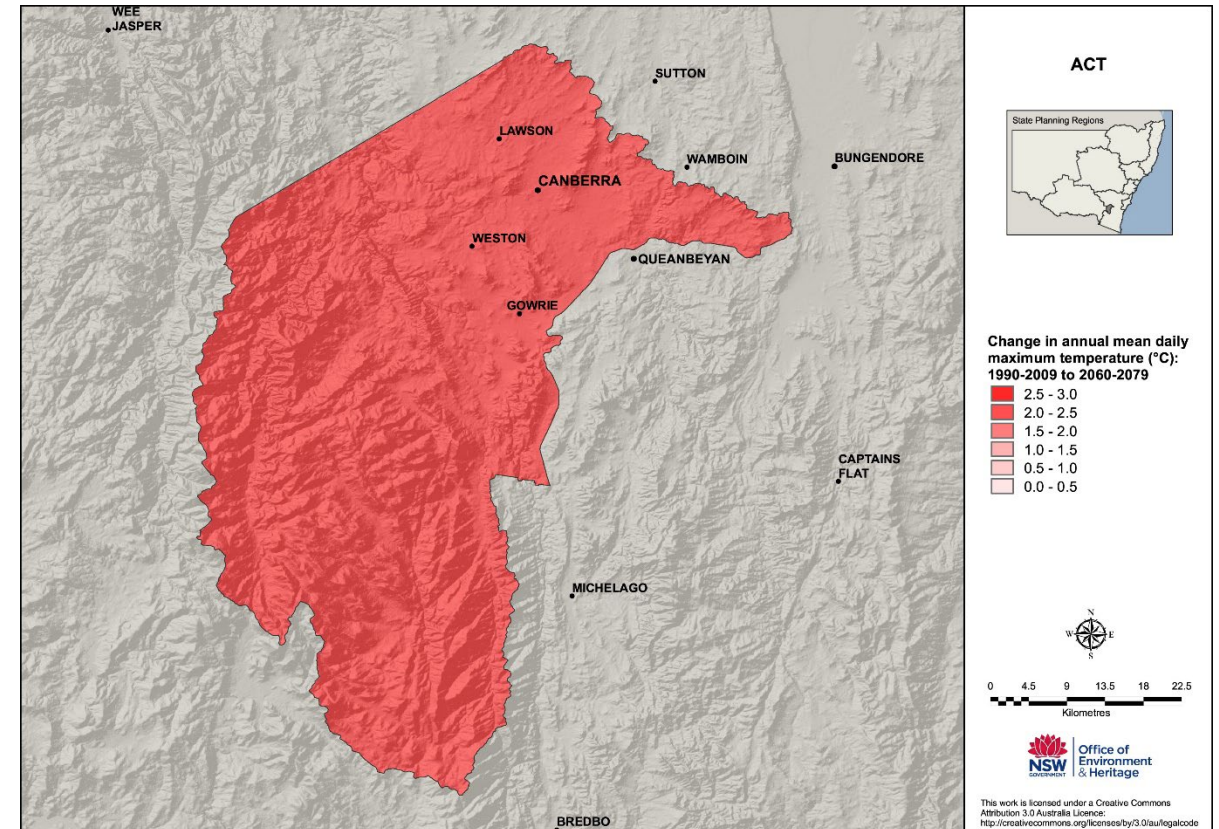 WEE
JASPER
SUTTON
LAWSON
WAMBOIN
BUNGENDORE
CANBERRA
WESTON
QUEANBEYAN
GOWRIE
CAPTAINS
FLAT
MICHELAGO
BREDBO
ACT
State Planning Regions
Change in annual mean daily
maximum temperature (°C):
1990-2009 to 2060-2079
2.5 - 3.0
2.0 - 2.5
1.5 - 2.0
1.0 - 1.5
0.5 - 1.0
0.0 - 0.5
N
W E
S
0 4.5 9 13.5 18 22.5
Kilometres
NSW
GOVERNMENT
Office of
Environment
& Heritage
This work is licensed under a Creative Commons
Attribution 3.0 Australia Licence:
http://creativecommons.org/licenses/by/3.0/au/legalcode